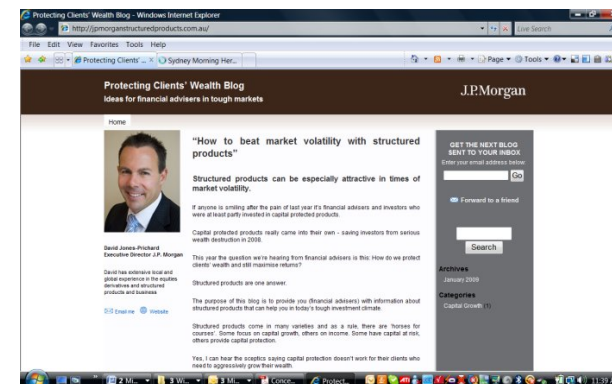 Protecting Clients' Wealth Blog - Windows Internet Explorer
http://jpmorganstructuredproducts.com.au/
Live Search
File Edit View Favorites Tools Help
Protecting Clients' ...
Sydney Morning Her...
Page
Tools
Protecting Clients' Wealth Blog
Ideas for financial advisers in tough markets
J.P.Morgan
Home
"How to beat market volatility with structured
products"
Structured products can be especially attractive in times of
market volatility.
If anyone is smiling after the pain of last year it's financial advisers and investors who
were at least partly invested in capital protected products.
Capital protected products really came into their own - saving investors from serious
wealth destruction in 2008.
This year the question we're hearing from financial advisers is this: How do we protect
clients' wealth and still maximise returns?
Structured products are one answer.
The purpose of this blog is to provide you (financial advisers) with information about
structured products that can help you in today's tough investment climate.
Structured products come in many varieties and as a rule, there are 'horses for
courses'. Some focus on capital growth, others on income. Some have capital at risk,
others provide capital protection.
Yes, I can hear the sceptics saying capital protection doesn't work for their clients who
need to aggressively grow their wealth.
David Jones-Prichard
Executive Director J.P. Morgan
David has extensive local and
global experience in the equities
derivatives and structured
products and business
Email me Website
GET THE NEXT BLOG
SENT TO YOUR INBOX
Enter your email address below
Go
Forward to a friend
Search
Archives
January 2009
Categories
Capital Growth (1)
2 Mi...
3 Wi...
3 Mi...
Conce...
Protect...